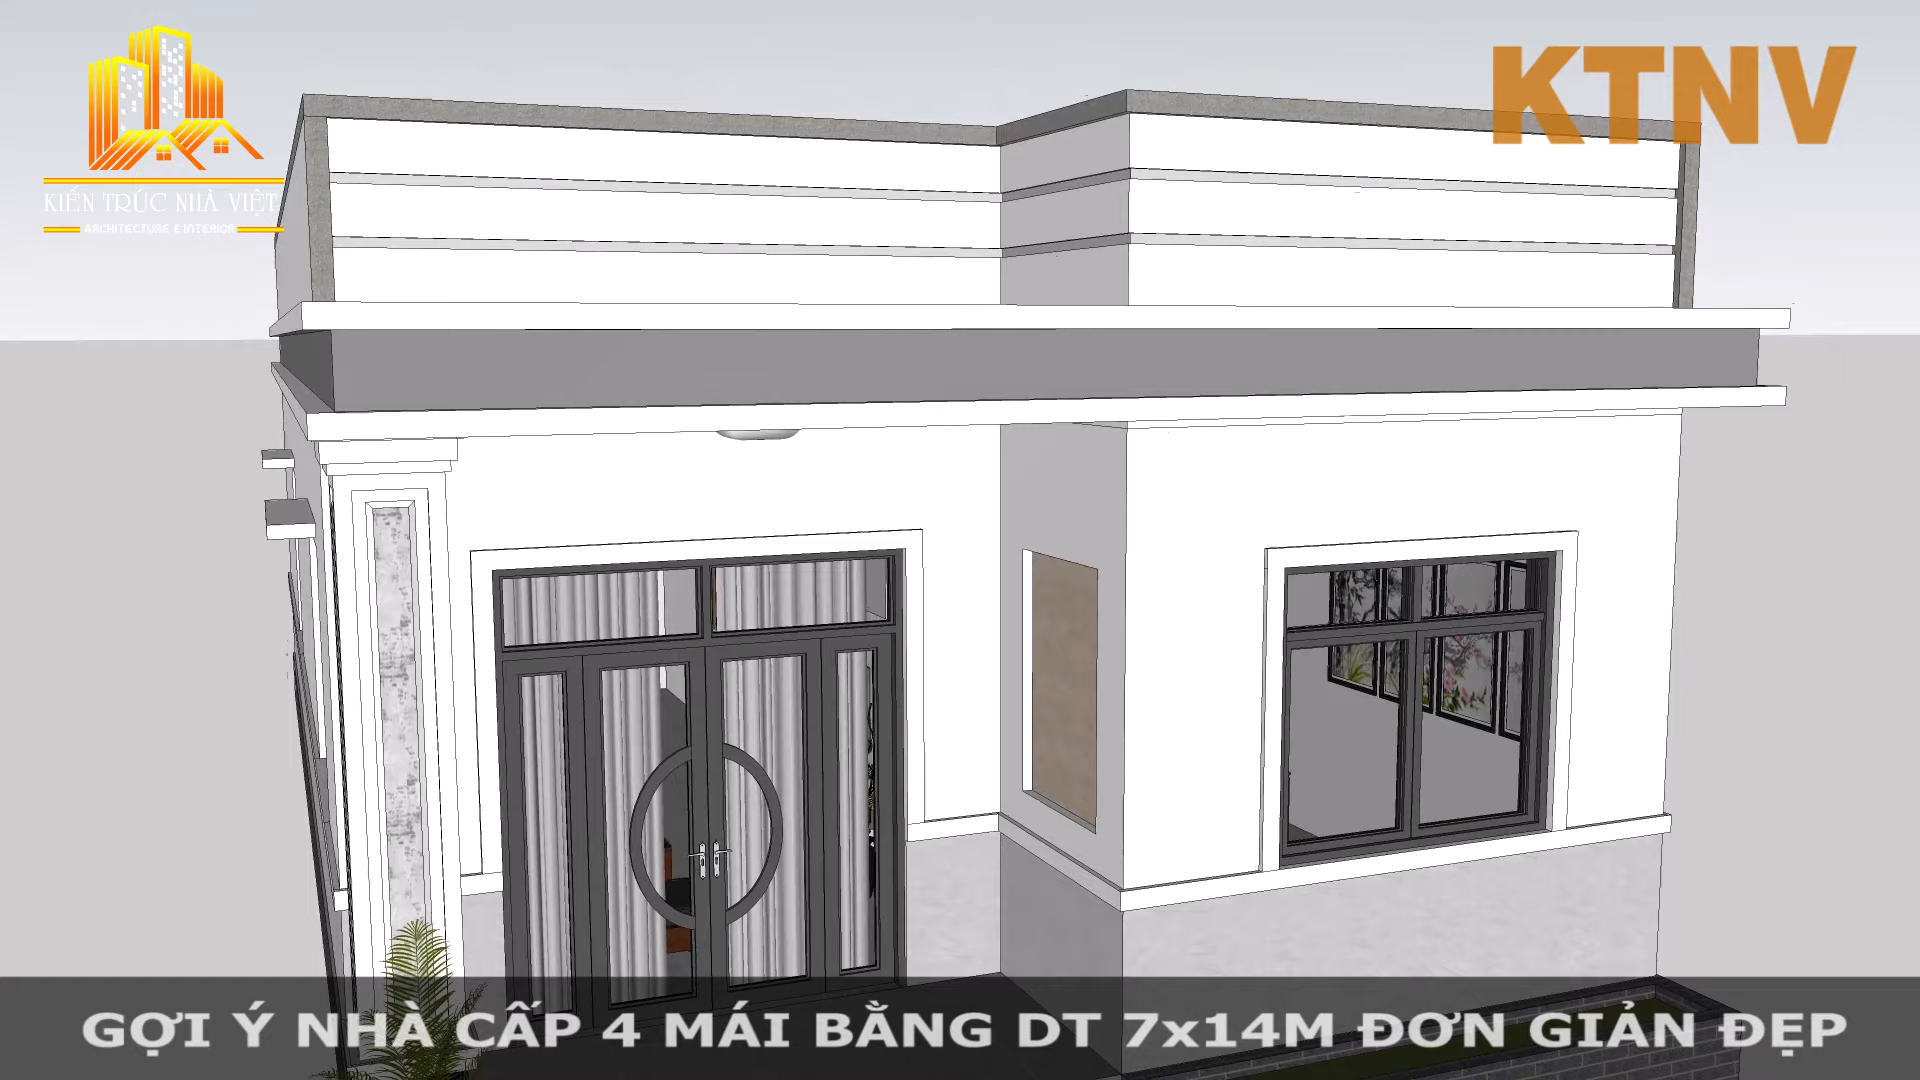 KTNV
KIẾN TRÚC NHÀ VIỆT
ARCHITECTURE & INTERIOR
GỢI Ý NHÀ CẤP 4 MÁI BẰNG DT 7x14M ĐƠN GIẢN ĐẸP